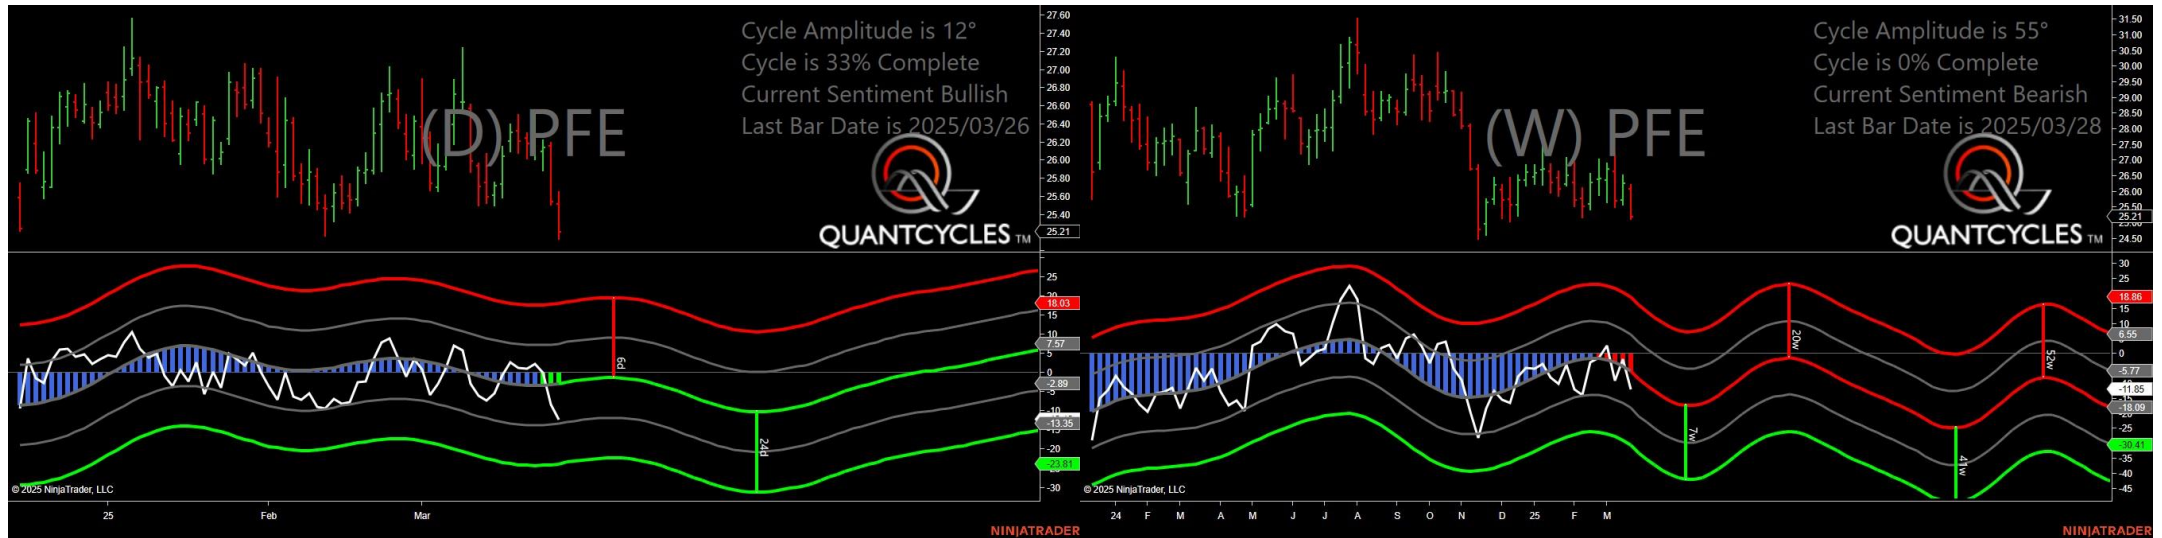 Cycle Amplitude is 12°
Cycle is 33% Complete
Current Sentiment Bullish
Last Bar Date is 2025/03/26
(D) PFE
QUANTCYCLES TM
27.60
27.40
27.20
27.00
26.80
26.60
26.40
26.20
26.00
25.80
25.60
25.40
25.21
25
20
18.03
15
10
7.57
5
0
-2.89
-10
-13.35
-20
-23.81
-30
6d
24d
© 2025 NinjaTrader, LLC
25
Feb
Mar
NINJATRADER
Cycle Amplitude is 55°
Cycle is 0% Complete
Current Sentiment Bearish
Last Bar Date is 2025/03/28
(W) PFE
QUANTCYCLES TM
31.50
31.00
30.50
30.00
29.50
29.00
28.50
28.00
27.50
27.00
26.50
26.00
25.50
25.21
24.50
30
25
18.86
15
10
6.55
0
-5.77
-11.85
-18.09
-25
-30.41
-35
-40
-45
7w
20w
41w
52w
© 2025 NinjaTrader, LLC
24 F M A M J J A S O N D 25 F M
NINJATRADER